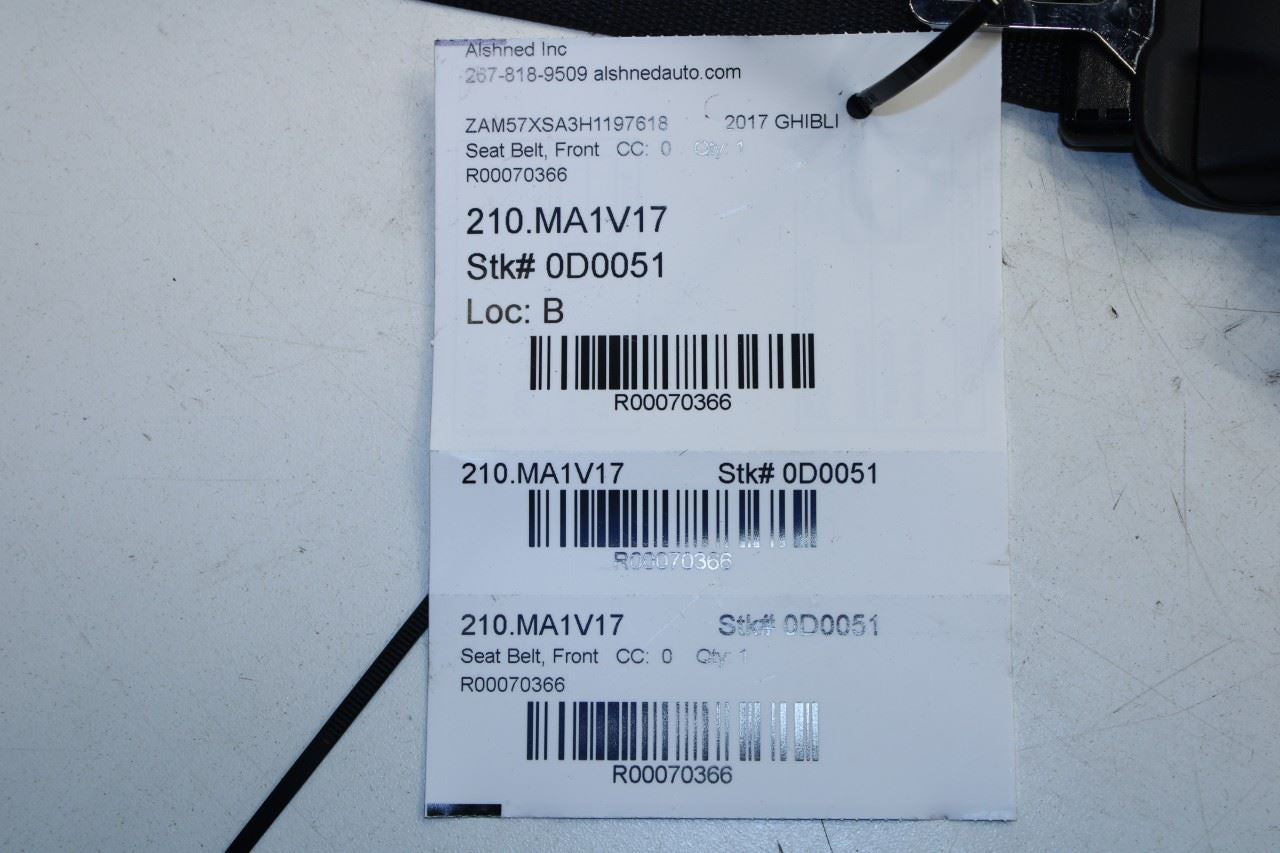 Alshned Inc
267-818-9509 alshnedauto.com
ZAM57XSA3H1197618 2017 GHIBLI
Seat Belt, Front CC: 0 Qty: 1
R00070366
210.MA1V17
Stk# 0D0051
Loc: B
R00070366
210.MA1V17 Stk# 0D0051
R00070366
210.MA1V17 Stk# 0D0051
Seat Belt, Front CC: 0 Qty: 1
R00070366
R00070366